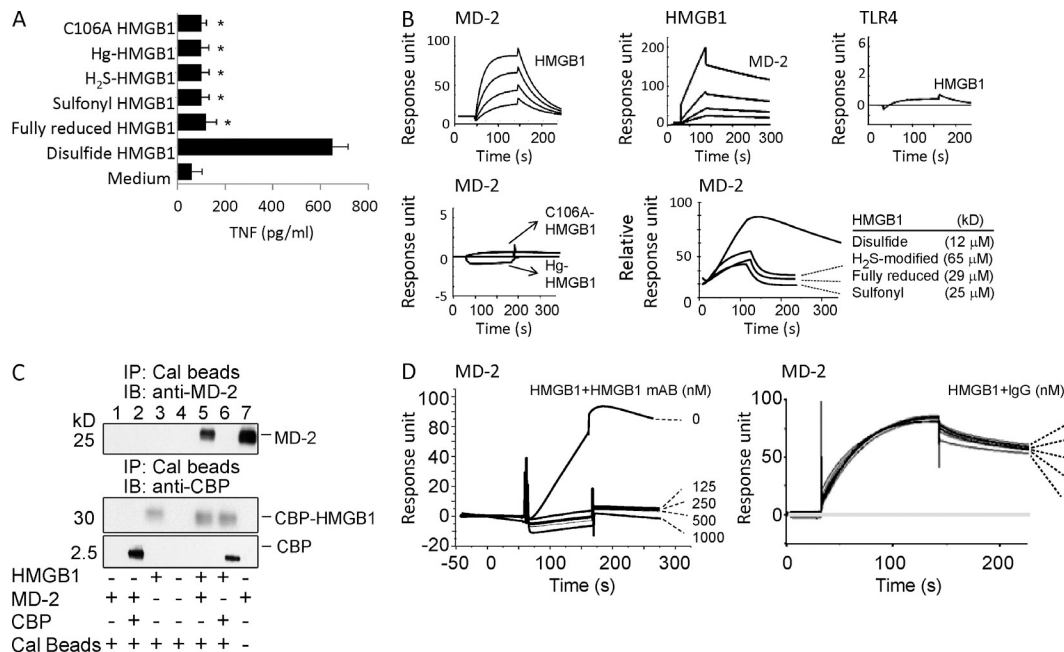 A
C106A HMGB1
*
Hg-HMGB1
*
H2S-HMGB1
*
Sulfonyl HMGB1
*
Fully reduced HMGB1
*
Disulfide HMGB1
Medium
0 200 400 600 800
TNF (pg/ml)
B
MD-2
Response unit
100
50
0
HMGB1
0 100 200
Time (s)
HMGB1
Response unit
200
150
100
50
0
MD-2
0 100 200 300
Time (s)
TLR4
Response unit
6
2
0
HMGB1
0 100 200
Time (s)
MD-2
Response unit
5
0
-5
C106A-
HMGB1
Hg-
HMGB1
0 100 200 300
Time (s)
MD-2
Relative
Response unit
100
50
0
0 100 200 300 400
Time (s)
HMGB1 (kD)
Disulfide (12 µM)
H2S-modified (65 µM)
Fully reduced (29 µM)
Sulfonyl (25 µM)
C
IP: Cal beads
IB: anti-MD-2
1 2 3 4 5 6 7
kD
25
MD-2
IP: Cal beads
IB: anti-CBP
30
CBP-HMGB1
2.5
CBP
HMGB1 - - + - + + -
MD-2 + + - - + - +
CBP - + - - - + -
Cal Beads + + + + + + -
D
MD-2
HMGB1+HMGB1 mAB (nM)
Response unit
100
80
60
40
20
0
-20
0
125
250
500
1000
-50 0 50 100 150 200 250 300
Time (s)
MD-2
HMGB1+IgG (nM)
Response unit
100
50
0
0 100 200
Time (s)